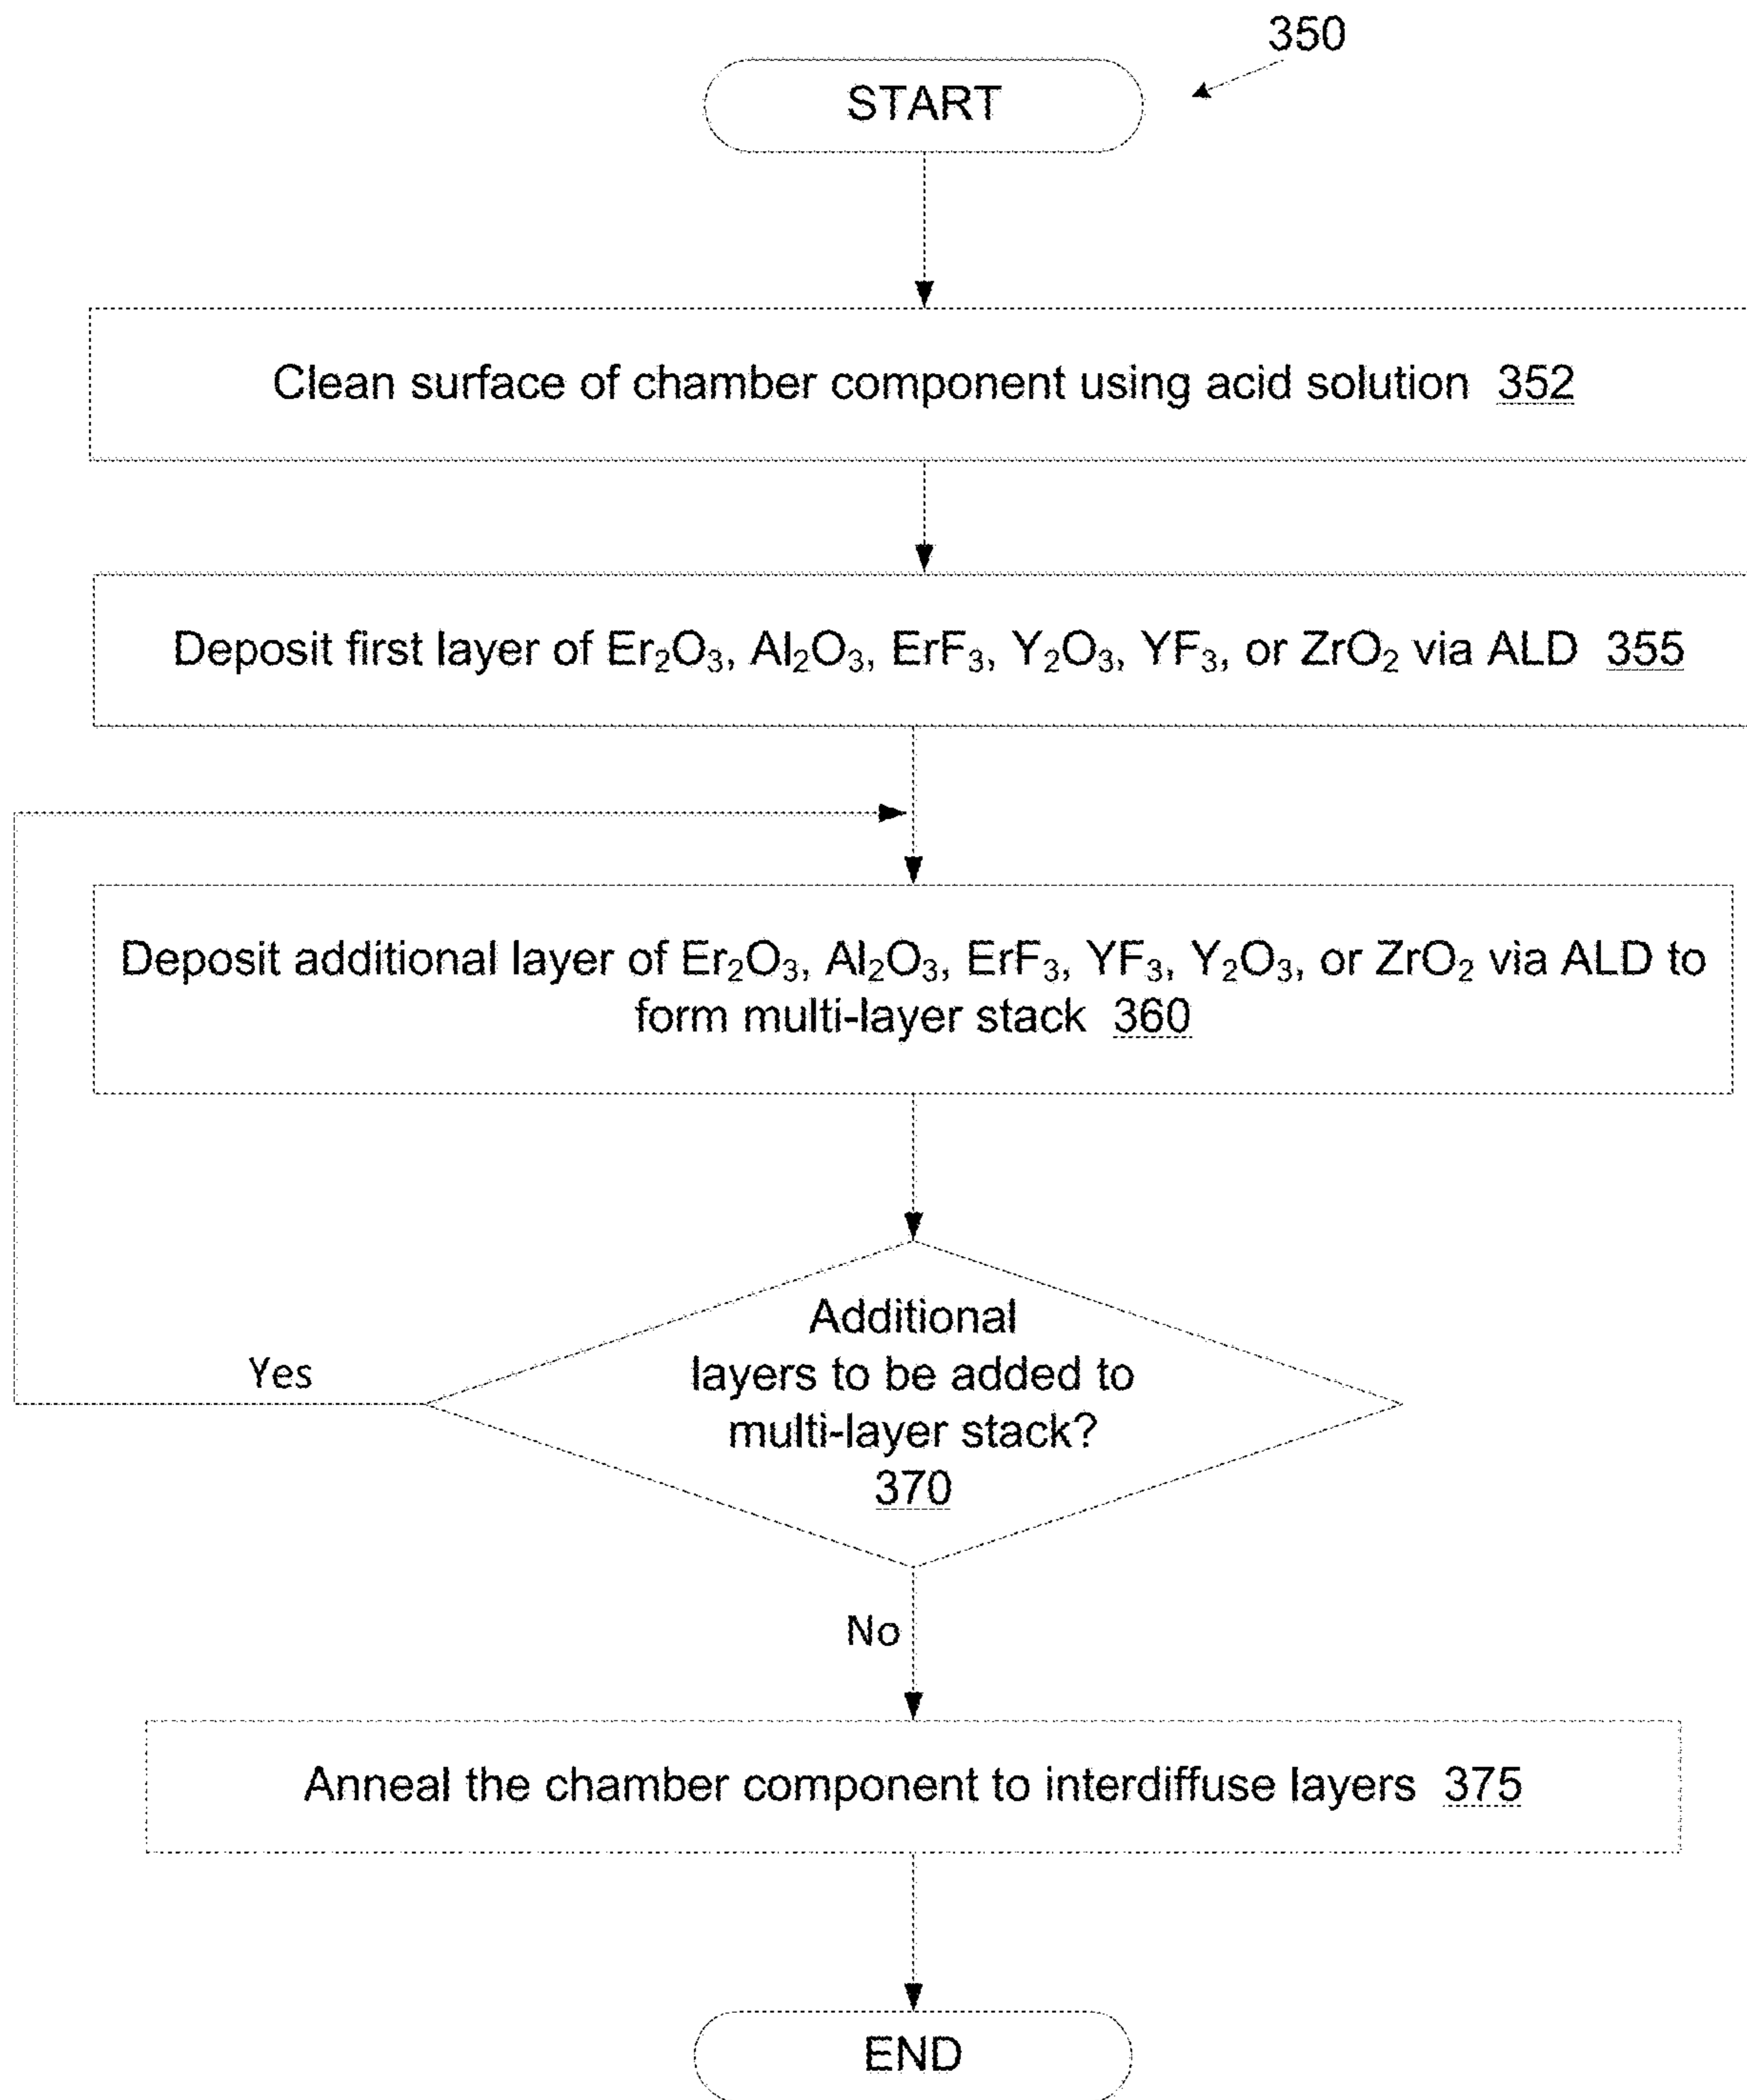 350
START
Clean surface of chamber component using acid solution 352
Deposit first layer of Er₂O₃, Al₂O₃, ErF₃, Y₂O₃, YF₃, or ZrO₂ via ALD 355
Deposit additional layer of Er₂O₃, Al₂O₃, ErF₃, YF₃, Y₂O₃, or ZrO₂ via ALD to
form multi-layer stack 360
Additional
layers to be added to
multi-layer stack?
370
Yes
No
Anneal the chamber component to interdiffuse layers 375
END